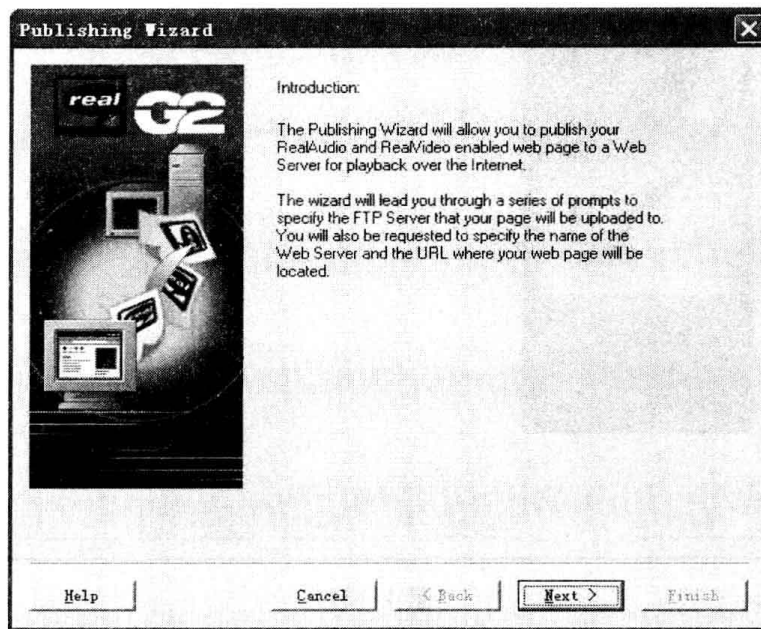 Publishing Wizard
real
G2
Introduction:
The Publishing Wizard will allow you to publish your
RealAudio and RealVideo enabled web page to a Web
Server for playback over the Internet.
The wizard will lead you through a series of prompts to
specify the FTP Server that your page will be uploaded to.
You will also be requested to specify the name of the
Web Server and the URL where your web page will be
located.
Help
Cancel
< Back
Next >
Finish